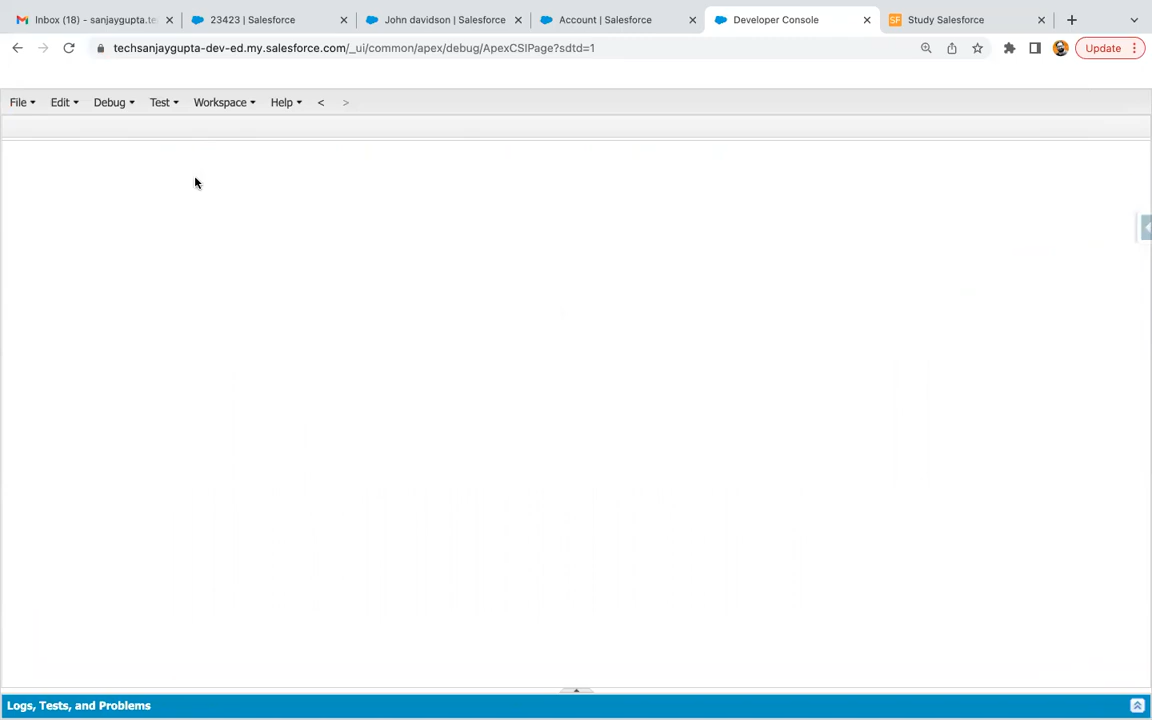 Inbox (18) - sanjaygupta.te
23423 | Salesforce
John davidson | Salesforce
Account | Salesforce
Developer Console
SF
Study Salesforce
techsanjaygupta-dev-ed.my.salesforce.com/_ui/common/apex/debug/ApexCSIPage?sdtd=1
Update
File
Edit
Debug
Test
Workspace
Help
<
>
Logs, Tests, and Problems